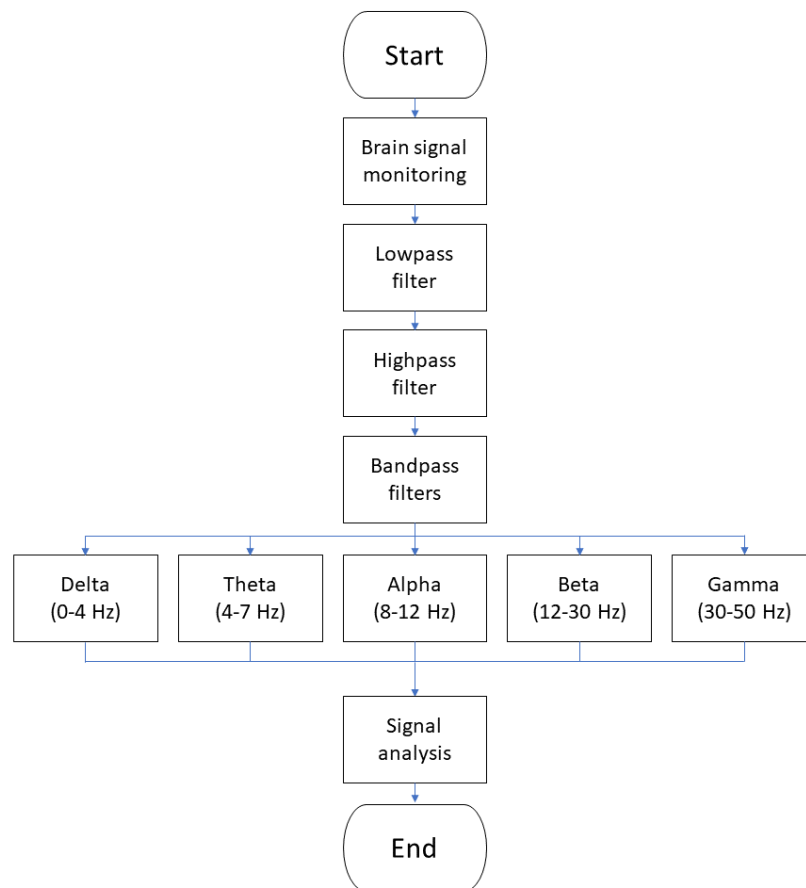 Start
Brain signal
monitoring
Lowpass
filter
Highpass
filter
Bandpass
filters
Delta
(0-4 Hz)
Theta
(4-7 Hz)
Alpha
(8-12 Hz)
Beta
(12-30 Hz)
Gamma
(30-50 Hz)
Signal
analysis
End